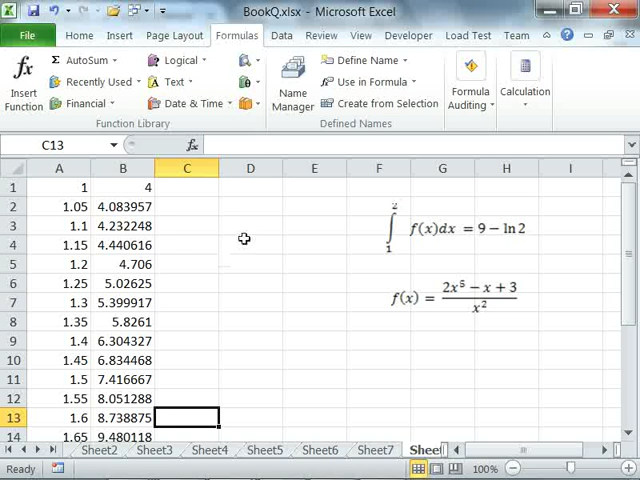 BookQ.xlsx - Microsoft Excel
File Home Insert Page Layout Formulas Data Review View Developer Load Test Team
fx Insert Function
Σ AutoSum
Recently Used
Financial
Logical
A Text
Date & Time
Function Library
Name Manager
Define Name
Use in Formula
Create from Selection
Defined Names
Formula Auditing
Calculation
C13 fx
A B C D E F G H I
1 1 4
2 1.05 4.083957
3 1.1 4.232248
4 1.15 4.440616
5 1.2 4.706
6 1.25 5.02625
7 1.3 5.399917
8 1.35 5.8261
9 1.4 6.304327
10 1.45 6.834468
11 1.5 7.416667
12 1.55 8.051288
13 1.6 8.738875
14 1.65 9.480118
∫₁² f(x)dx = 9 − ln2
f(x) = (2x⁵ − x + 3) / x²
Sheet2 Sheet3 Sheet4 Sheet5 Sheet6 Sheet7 Shee
Ready 100%